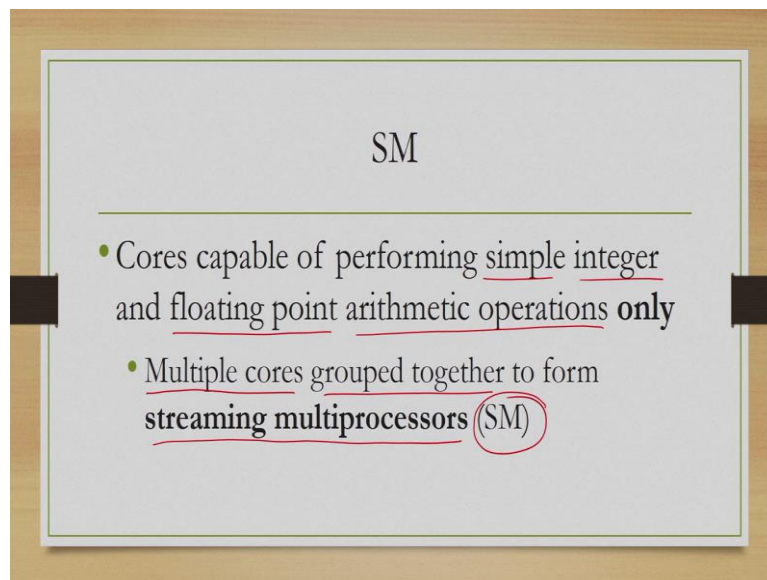 SM
• Cores capable of performing simple integer
and floating point arithmetic operations only
• Multiple cores grouped together to form
streaming multiprocessors (SM)